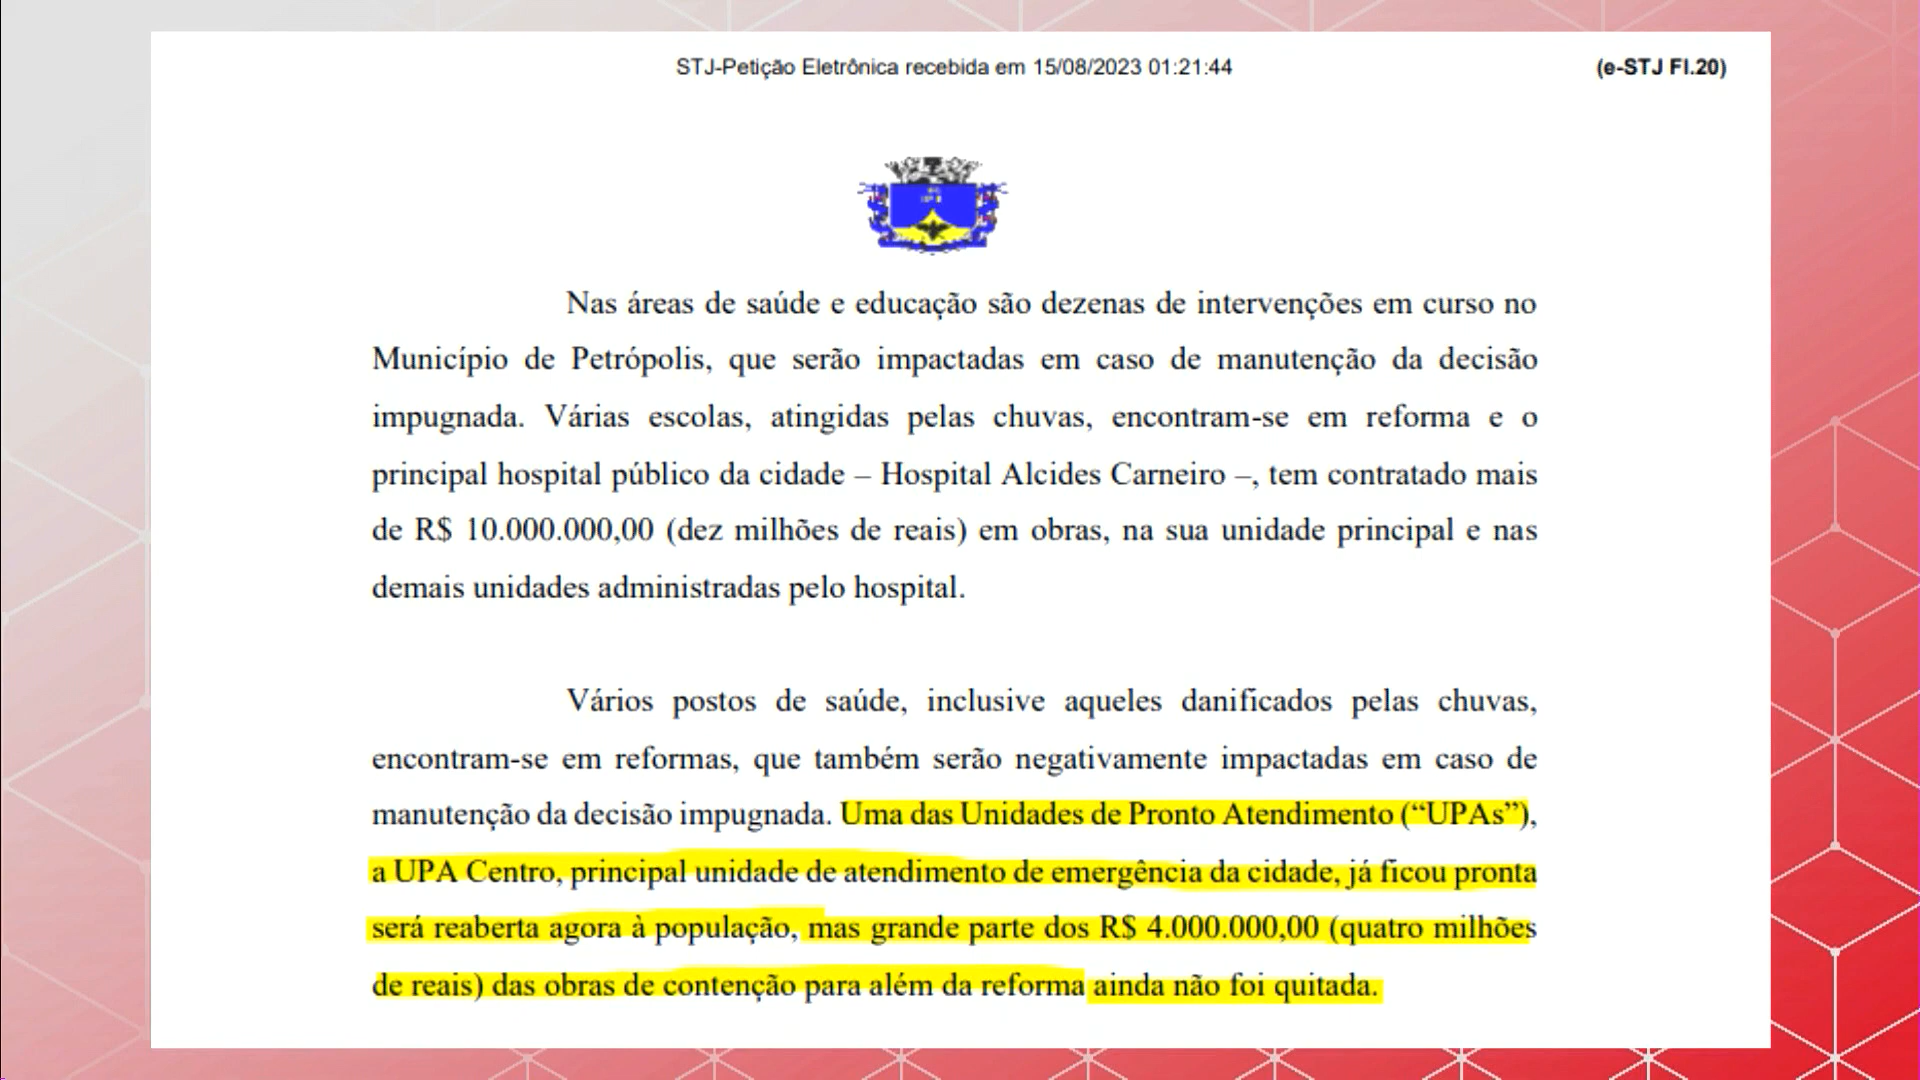 STJ-Petição Eletrônica recebida em 15/08/2023 01:21:44
(e-STJ Fl.20)
Nas áreas de saúde e educação são dezenas de intervenções em curso no
Município de Petrópolis, que serão impactadas em caso de manutenção da decisão
impugnada. Várias escolas, atingidas pelas chuvas, encontram-se em reforma e o
principal hospital público da cidade – Hospital Alcides Carneiro –, tem contratado mais
de R$ 10.000.000,00 (dez milhões de reais) em obras, na sua unidade principal e nas
demais unidades administradas pelo hospital.
Vários postos de saúde, inclusive aqueles danificados pelas chuvas,
encontram-se em reformas, que também serão negativamente impactadas em caso de
manutenção da decisão impugnada. Uma das Unidades de Pronto Atendimento (“UPAs”),
a UPA Centro, principal unidade de atendimento de emergência da cidade, já ficou pronta
será reaberta agora à população, mas grande parte dos R$ 4.000.000,00 (quatro milhões
de reais) das obras de contenção para além da reforma ainda não foi quitada.